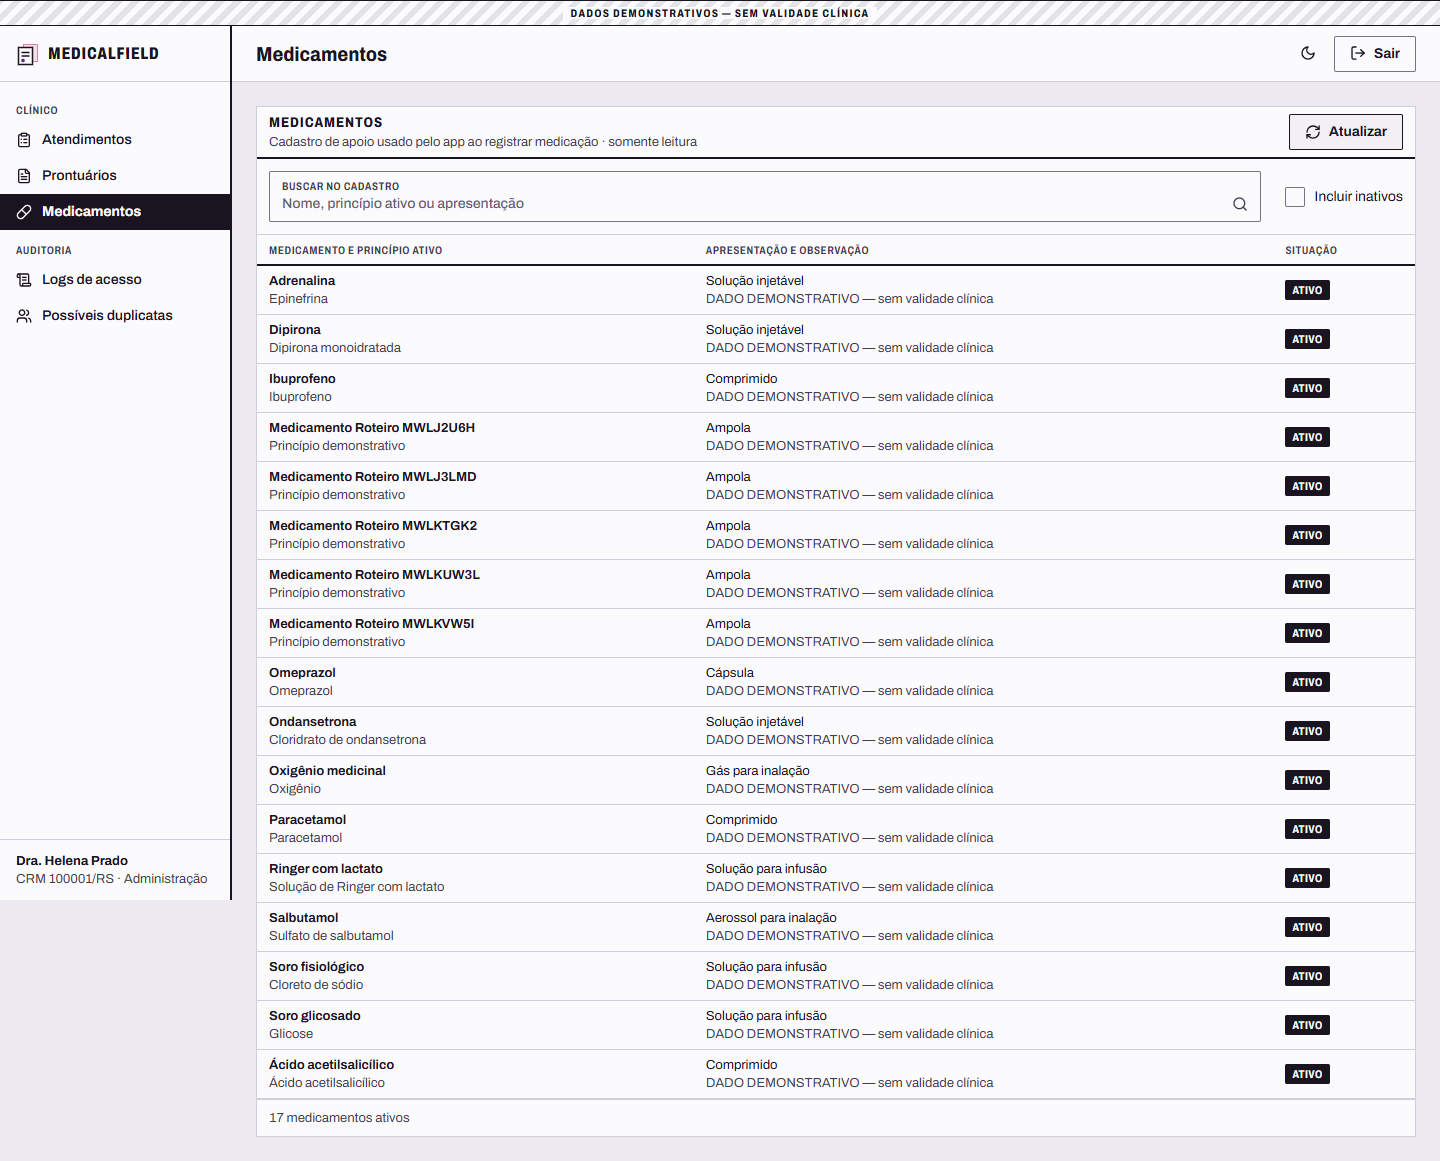 DADOS DEMONSTRATIVOS — SEM VALIDADE CLÍNICA
MEDICALFIELD
Medicamentos
Sair
CLÍNICO
Atendimentos
Prontuários
Medicamentos
AUDITORIA
Logs de acesso
Possíveis duplicatas
Dra. Helena Prado
CRM 100001/RS · Administração
MEDICAMENTOS
Cadastro de apoio usado pelo app ao registrar medicação · somente leitura
Atualizar
BUSCAR NO CADASTRO
Nome, princípio ativo ou apresentação
Incluir inativos
MEDICAMENTO E PRINCÍPIO ATIVO APRESENTAÇÃO E OBSERVAÇÃO SITUAÇÃO
Adrenalina Solução injetável ATIVO
Epinefrina DADO DEMONSTRATIVO — sem validade clínica
Dipirona Solução injetável ATIVO
Dipirona monoidratada DADO DEMONSTRATIVO — sem validade clínica
Ibuprofeno Comprimido ATIVO
Ibuprofeno DADO DEMONSTRATIVO — sem validade clínica
Medicamento Roteiro MWLJ2U6H Ampola ATIVO
Princípio demonstrativo DADO DEMONSTRATIVO — sem validade clínica
Medicamento Roteiro MWLJ3LMD Ampola ATIVO
Princípio demonstrativo DADO DEMONSTRATIVO — sem validade clínica
Medicamento Roteiro MWLKTGK2 Ampola ATIVO
Princípio demonstrativo DADO DEMONSTRATIVO — sem validade clínica
Medicamento Roteiro MWLKUW3L Ampola ATIVO
Princípio demonstrativo DADO DEMONSTRATIVO — sem validade clínica
Medicamento Roteiro MWLKVW5I Ampola ATIVO
Princípio demonstrativo DADO DEMONSTRATIVO — sem validade clínica
Omeprazol Cápsula ATIVO
Omeprazol DADO DEMONSTRATIVO — sem validade clínica
Ondansetrona Solução injetável ATIVO
Cloridrato de ondansetrona DADO DEMONSTRATIVO — sem validade clínica
Oxigênio medicinal Gás para inalação ATIVO
Oxigênio DADO DEMONSTRATIVO — sem validade clínica
Paracetamol Comprimido ATIVO
Paracetamol DADO DEMONSTRATIVO — sem validade clínica
Ringer com lactato Solução para infusão ATIVO
Solução de Ringer com lactato DADO DEMONSTRATIVO — sem validade clínica
Salbutamol Aerossol para inalação ATIVO
Sulfato de salbutamol DADO DEMONSTRATIVO — sem validade clínica
Soro fisiológico Solução para infusão ATIVO
Cloreto de sódio DADO DEMONSTRATIVO — sem validade clínica
Soro glicosado Solução para infusão ATIVO
Glicose DADO DEMONSTRATIVO — sem validade clínica
Ácido acetilsalicílico Comprimido ATIVO
Ácido acetilsalicílico DADO DEMONSTRATIVO — sem validade clínica
17 medicamentos ativos